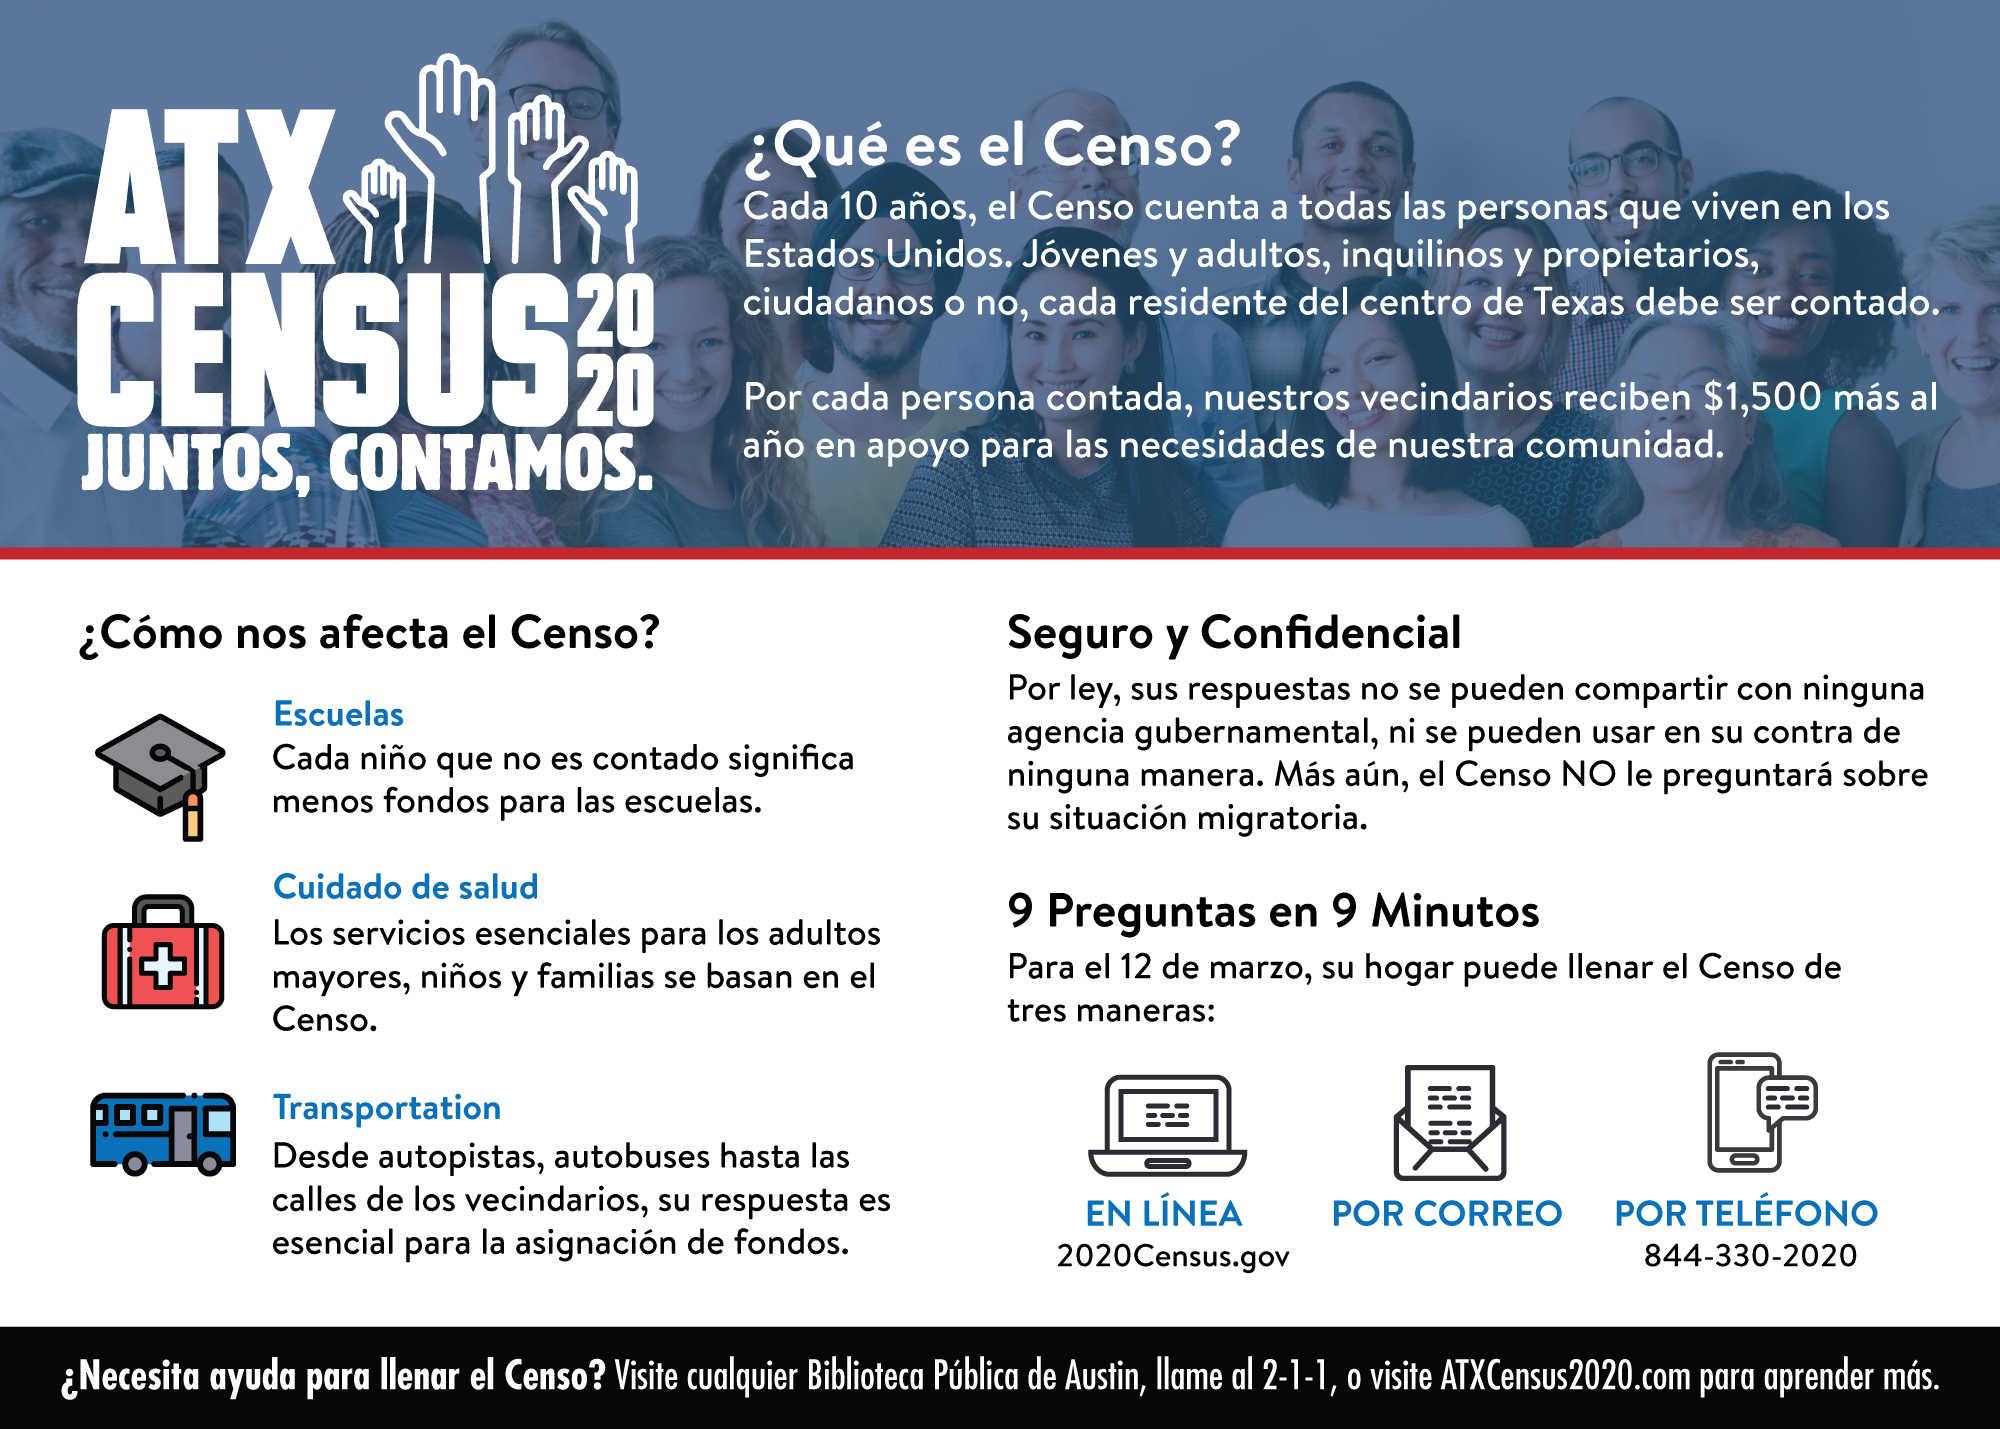 ATX
CENSUS 2020
JUNTOS, CONTAMOS.
¿Qué es el Censo?
Cada 10 años, el Censo cuenta a todas las personas que viven en los
Estados Unidos. Jóvenes y adultos, inquilinos y propietarios,
ciudadanos o no, cada residente del centro de Texas debe ser contado.
Por cada persona contada, nuestros vecindarios reciben $1,500 más al
año en apoyo para las necesidades de nuestra comunidad.
¿Cómo nos afecta el Censo?
Escuelas
Cada niño que no es contado significa
menos fondos para las escuelas.
Cuidado de salud
Los servicios esenciales para los adultos
mayores, niños y familias se basan en el
Censo.
Transportation
Desde autopistas, autobuses hasta las
calles de los vecindarios, su respuesta es
esencial para la asignación de fondos.
Seguro y Confidencial
Por ley, sus respuestas no se pueden compartir con ninguna
agencia gubernamental, ni se pueden usar en su contra de
ninguna manera. Más aún, el Censo NO le preguntará sobre
su situación migratoria.
9 Preguntas en 9 Minutos
Para el 12 de marzo, su hogar puede llenar el Censo de
tres maneras:
EN LÍNEA
2020Census.gov
POR CORREO
POR TELÉFONO
844-330-2020
¿Necesita ayuda para llenar el Censo? Visite cualquier Biblioteca Pública de Austin, llame al 2-1-1, o visite ATXCensus2020.com para aprender más.